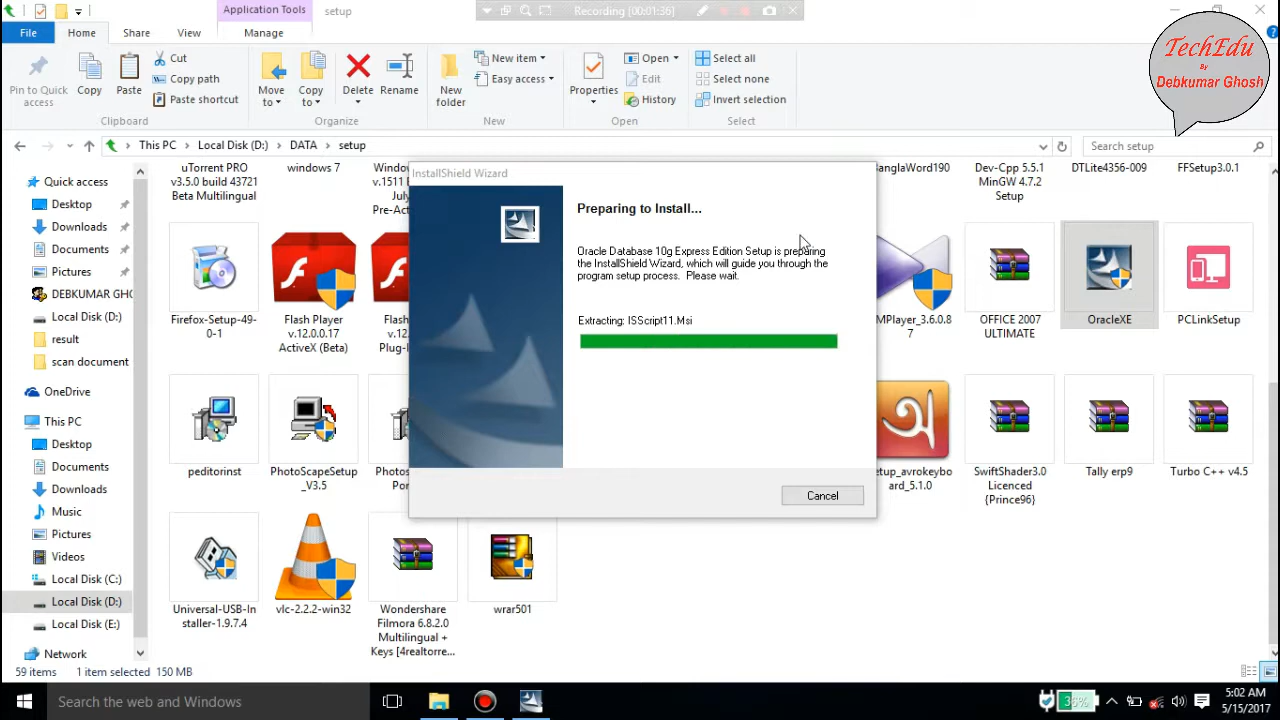 Application Tools
setup
Recording [00:01:36]
File
Home
Share
View
Manage
Pin to Quick
access
Copy
Paste
Cut
Copy path
Paste shortcut
Clipboard
Move
to
Copy
to
Delete
Rename
Organize
New
folder
New item
Easy access
New
Properties
Open
Edit
History
Open
Select all
Select none
Invert selection
Select
TechEdu
By
Debkumar Ghosh
This PC
Local Disk (D:)
DATA
setup
Search setup
Quick access
Desktop
Downloads
Documents
Pictures
DEBKUMAR GHO
Local Disk (D:)
result
scan document
OneDrive
This PC
Desktop
Documents
Downloads
Music
Pictures
Videos
Local Disk (C:)
Local Disk (D:)
Local Disk (E:)
Network
uTorrent PRO
v3.5.0 build 43721
Beta Multilingual
windows 7
Window
v.1511
July
Pre-Act
anglaWord190
Dev-Cpp 5.5.1
MinGW 4.7.2
Setup
DTLite4356-009
FFSetup3.0.1
Firefox-Setup-49-
0-1
Flash Player
v.12.0.0.17
ActiveX (Beta)
Flash
v.12.
Plug-I
MPlayer_3.6.0.8
7
OFFICE 2007
ULTIMATE
OracleXE
PCLinkSetup
peditorinst
PhotoScapeSetup
_V3.5
Photos
Por
etup_avrokeybo
ard_5.1.0
SwiftShader3.0
Licenced
{Prince96}
Tally erp9
Turbo C++ v4.5
Universal-USB-In
staller-1.9.7.4
vlc-2.2.2-win32
Wondershare
Filmora 6.8.2.0
Multilingual +
Keys [4realtorre...
wrar501
InstallShield Wizard
Preparing to Install...
Oracle Database 10g Express Edition Setup is preparing
the InstallShield Wizard, which will guide you through the
program setup process. Please wait.
Extracting: ISScript11.Msi
Cancel
59 items
1 item selected 150 MB
Search the web and Windows
36%
5:02 AM
5/15/2017